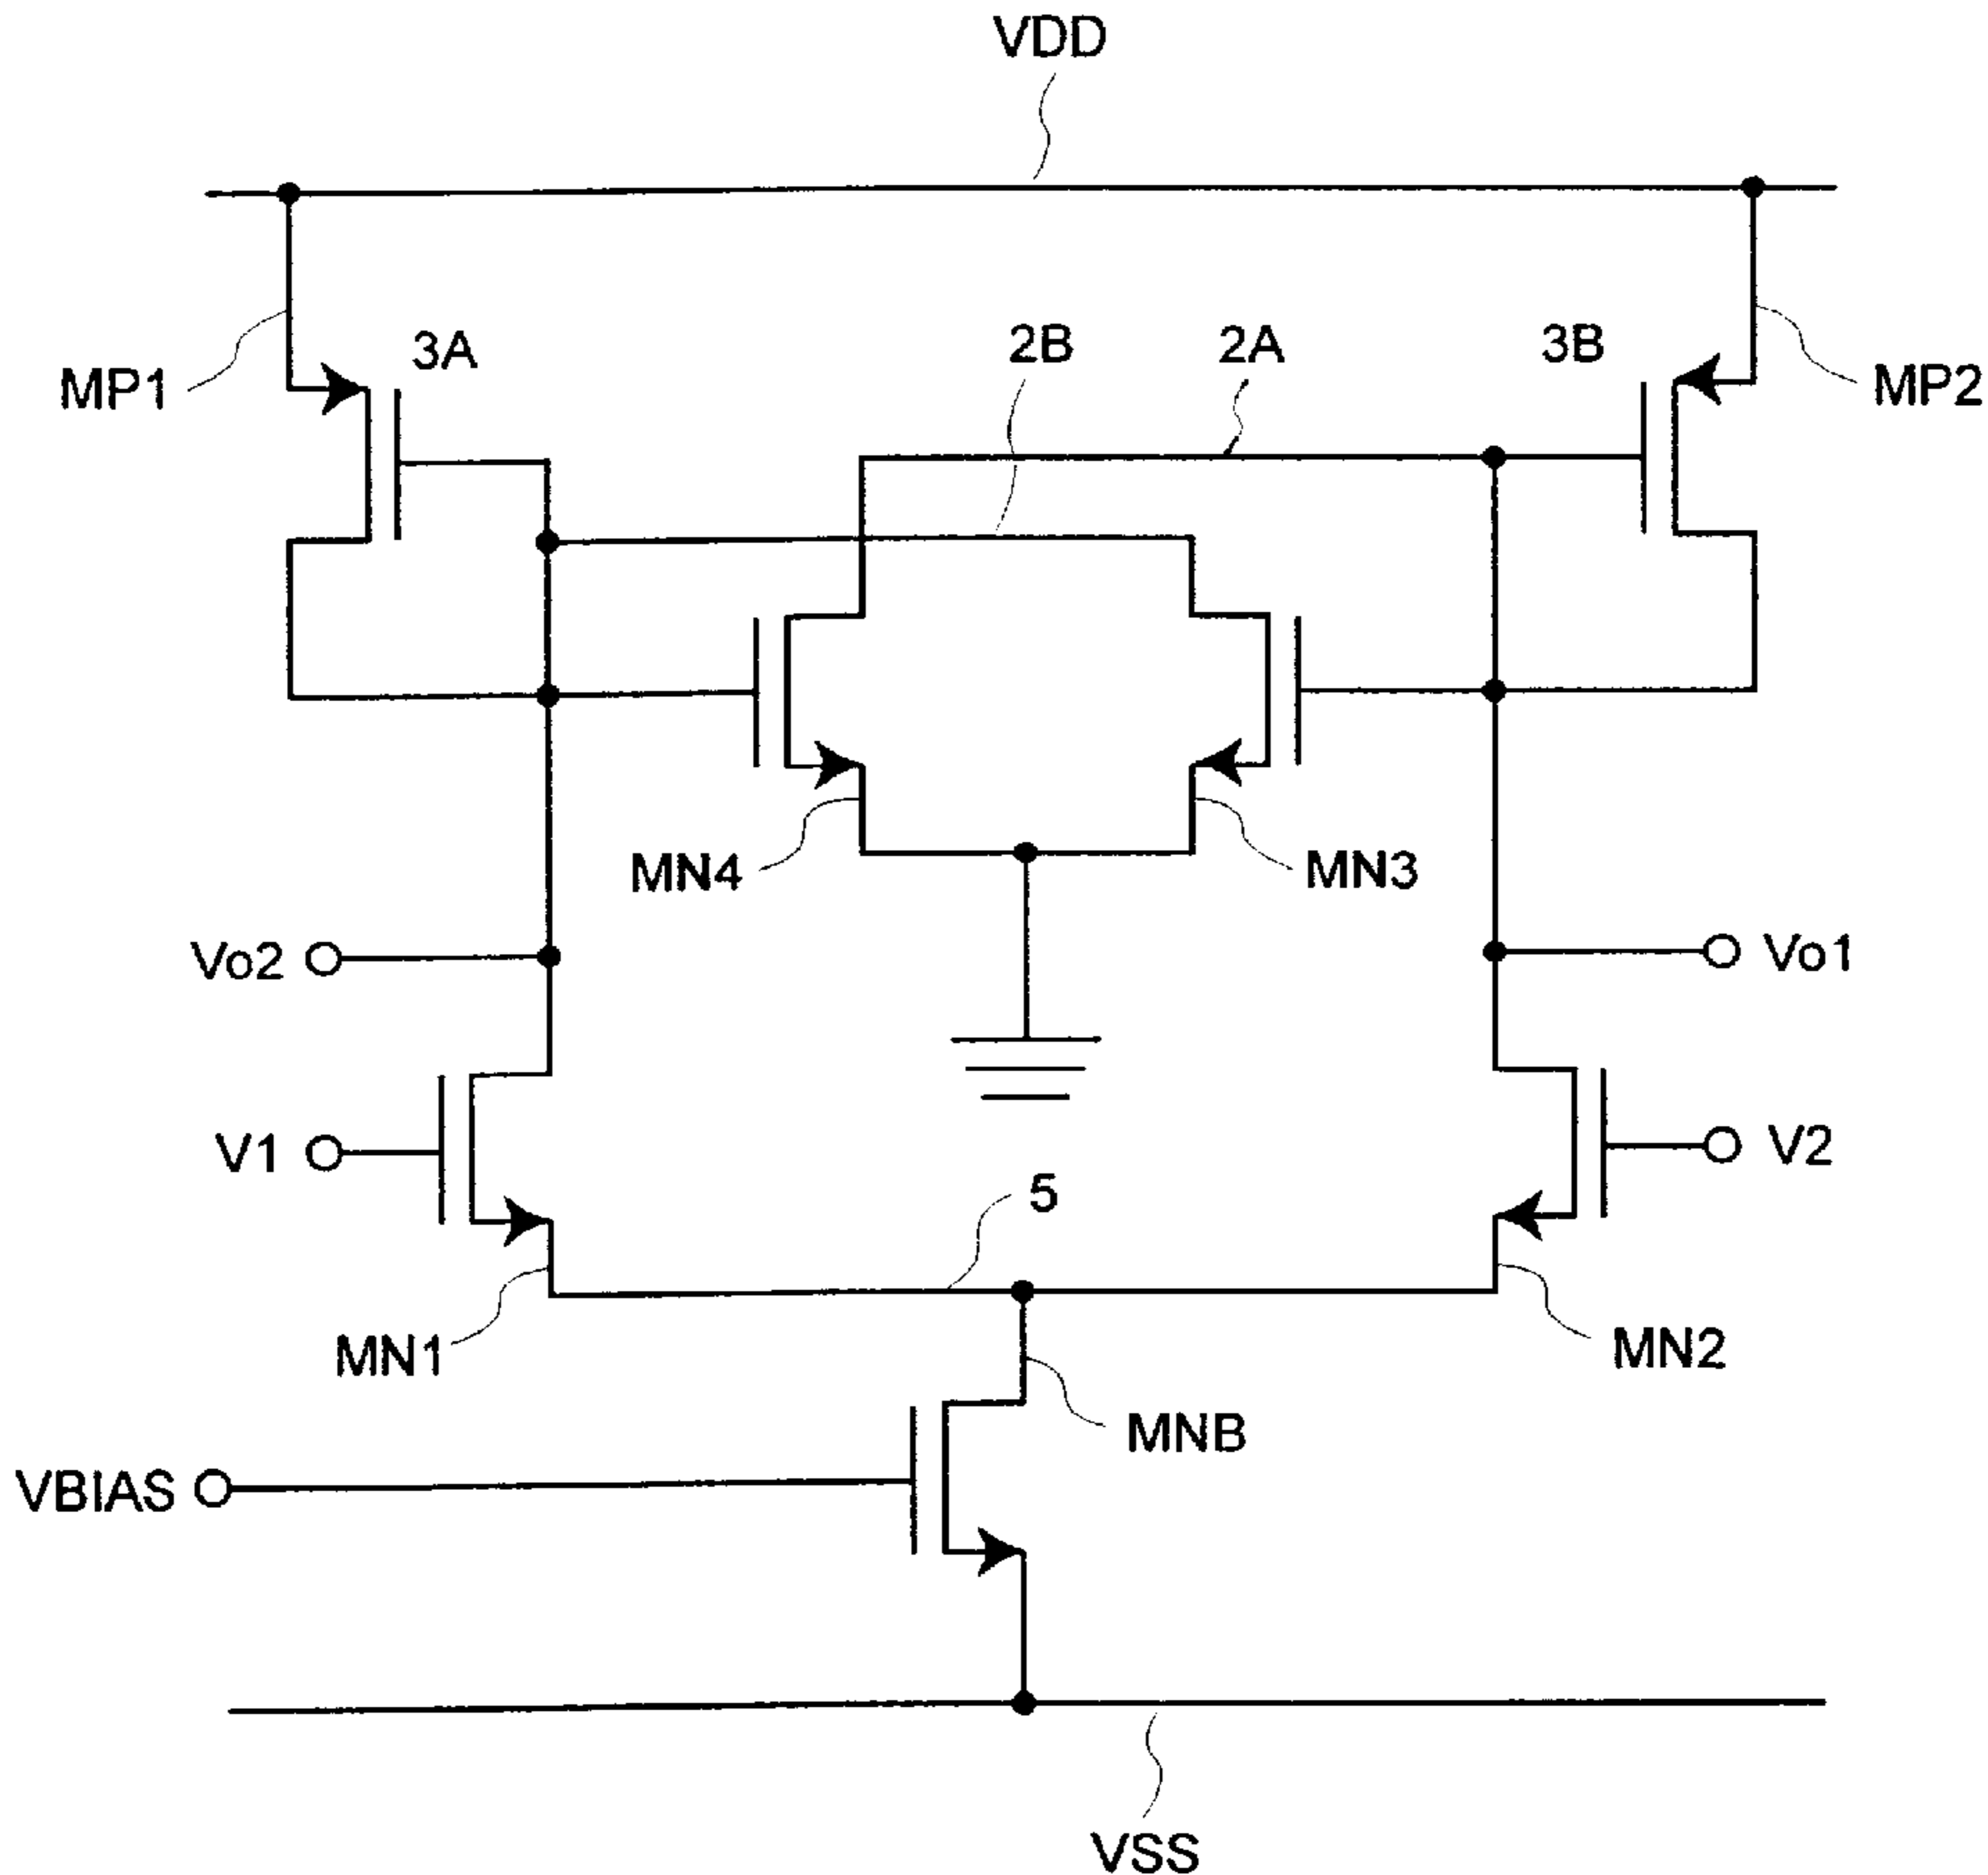 VDD
MP1
3A
2B
2A
3B
MP2
MN4
MN3
Vo2
Vo1
V1
V2
5
MN1
MN2
MNB
VBIAS
VSS